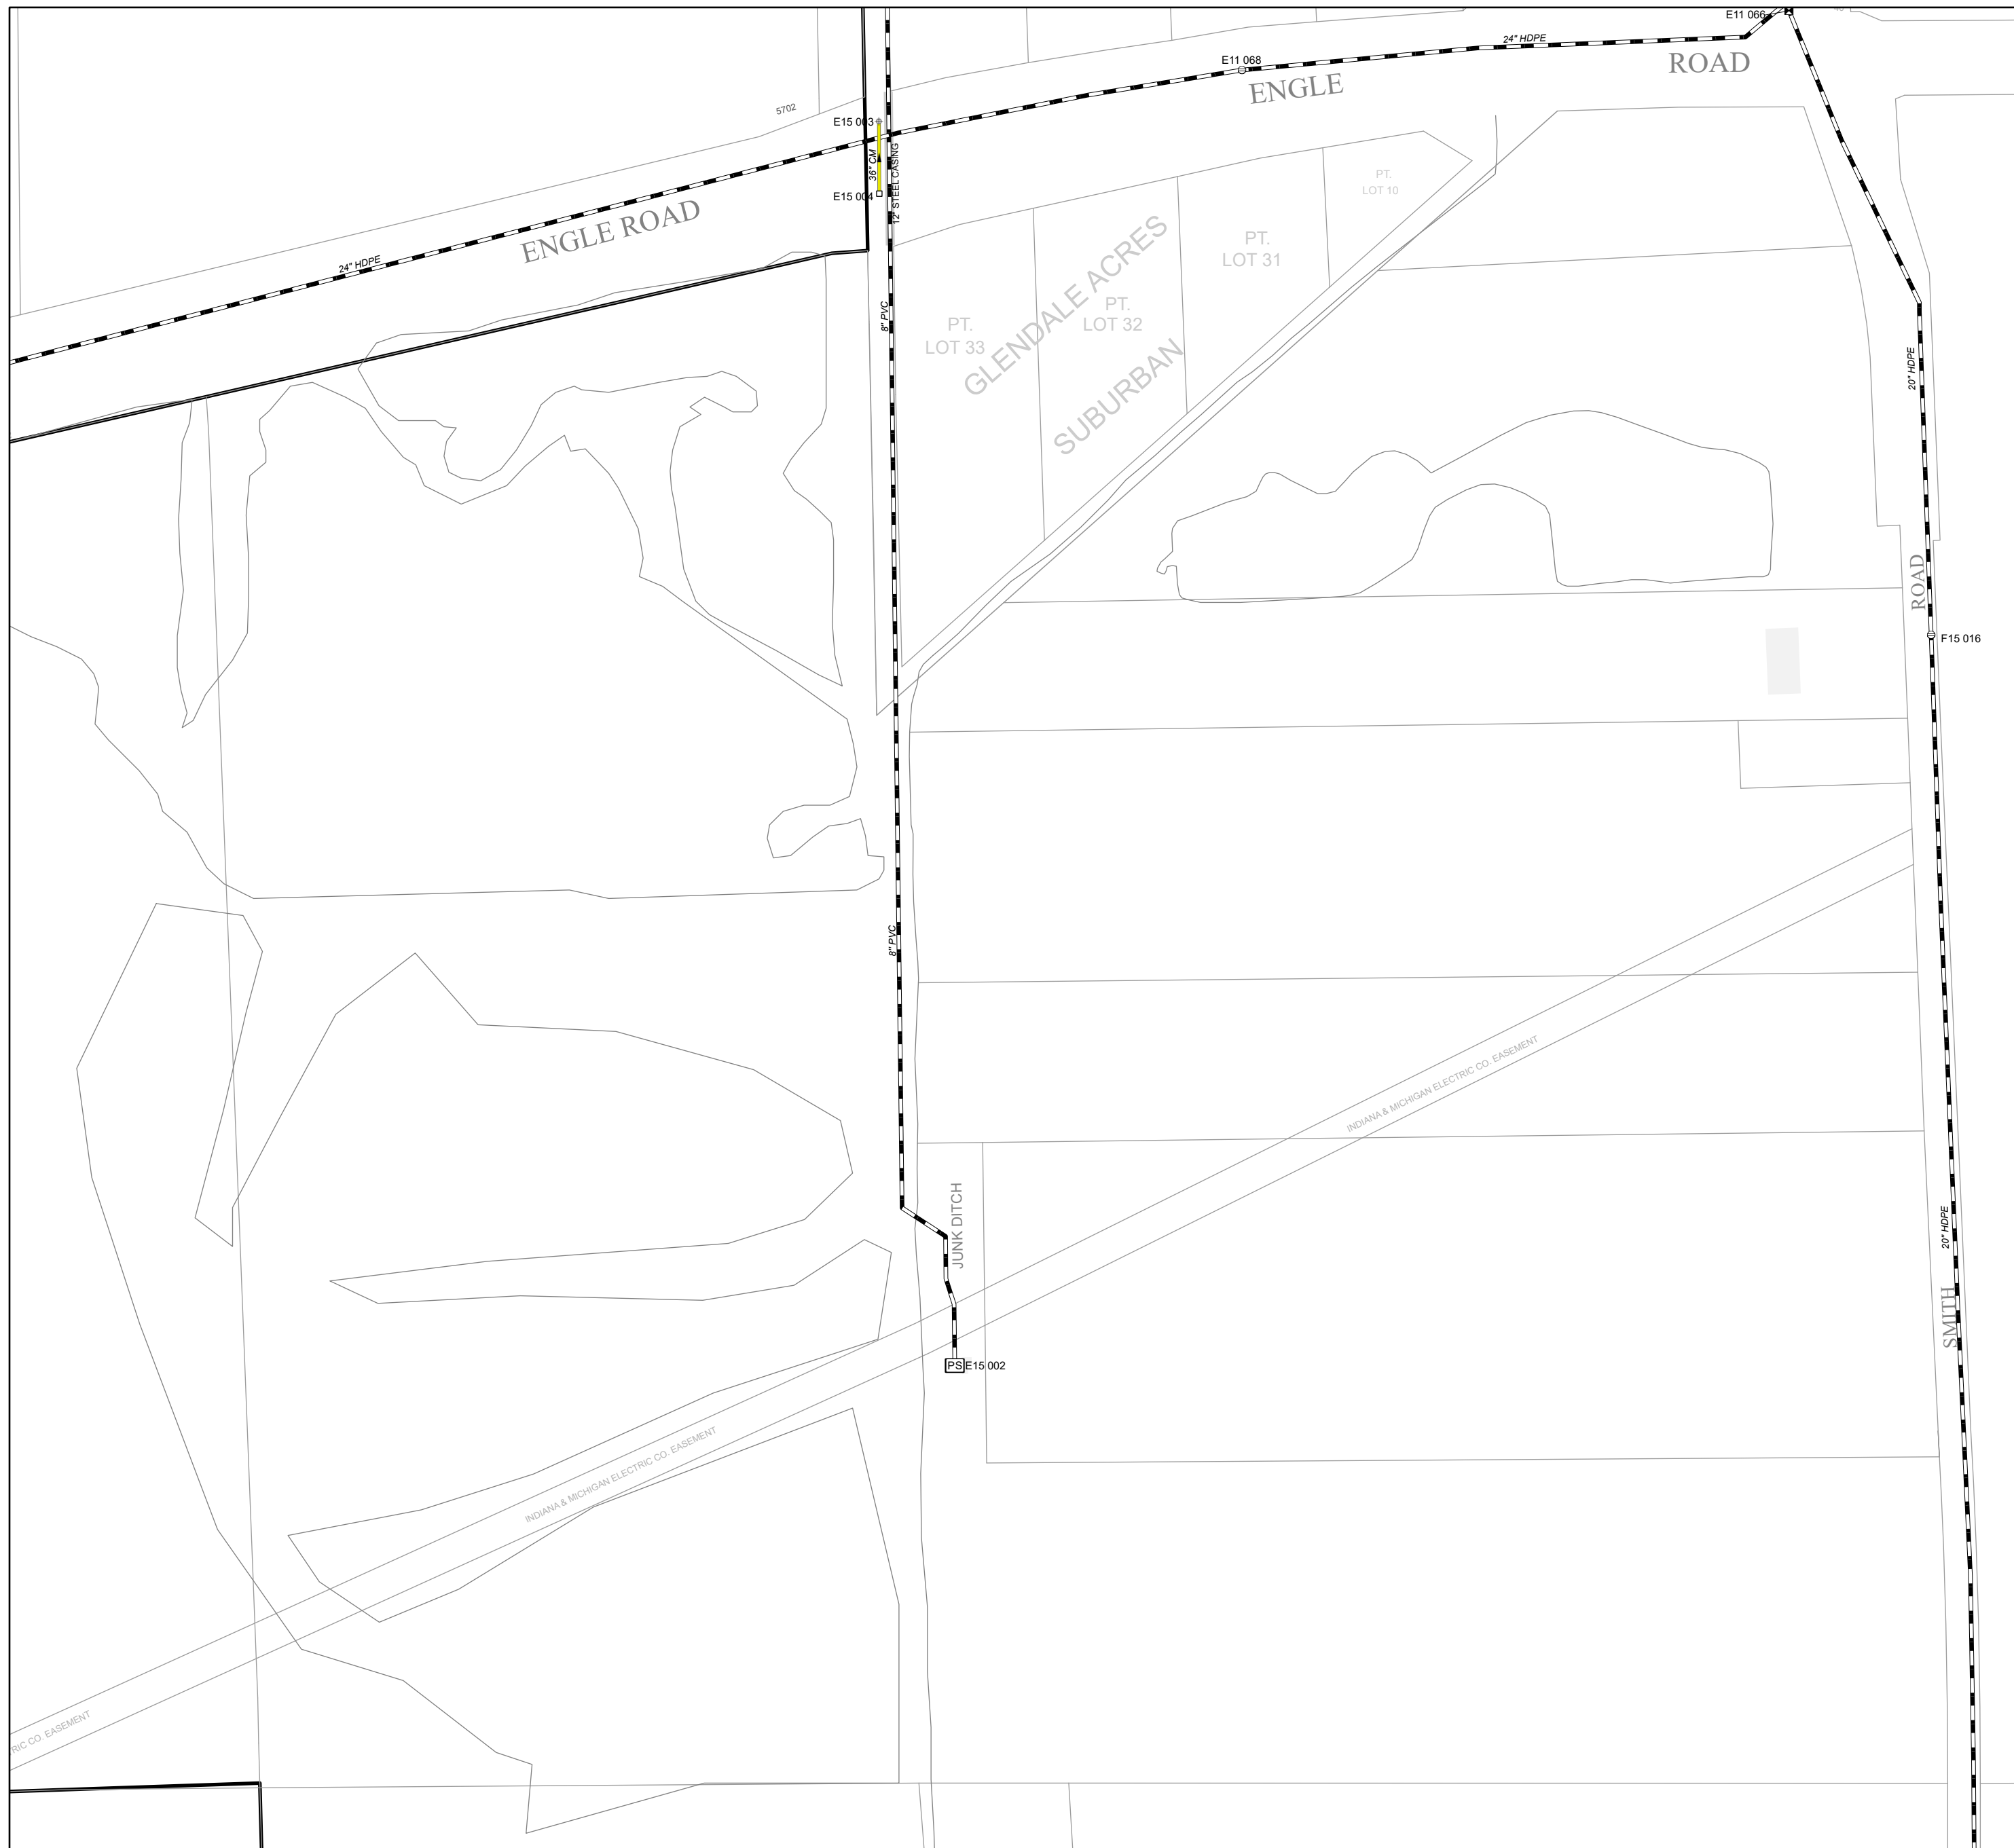 E11 066
24" HDPE
E11 068
ROAD
ENGLE
5702
E15 003
36" CM
12" STEEL CASING
E15 004
ENGLE ROAD
24" HDPE
PT.
LOT 10
PT.
LOT 31
PT.
LOT 32
PT.
LOT 33
GLENDALE ACRES
SUBURBAN
8" PVC
20" HDPE
ROAD
F15 016
8" PVC
INDIANA & MICHIGAN ELECTRIC CO. EASEMENT
JUNK DITCH
20" HDPE
SMITH
PS E15 002
INDIANA & MICHIGAN ELECTRIC CO. EASEMENT
RIC CO. EASEMENT